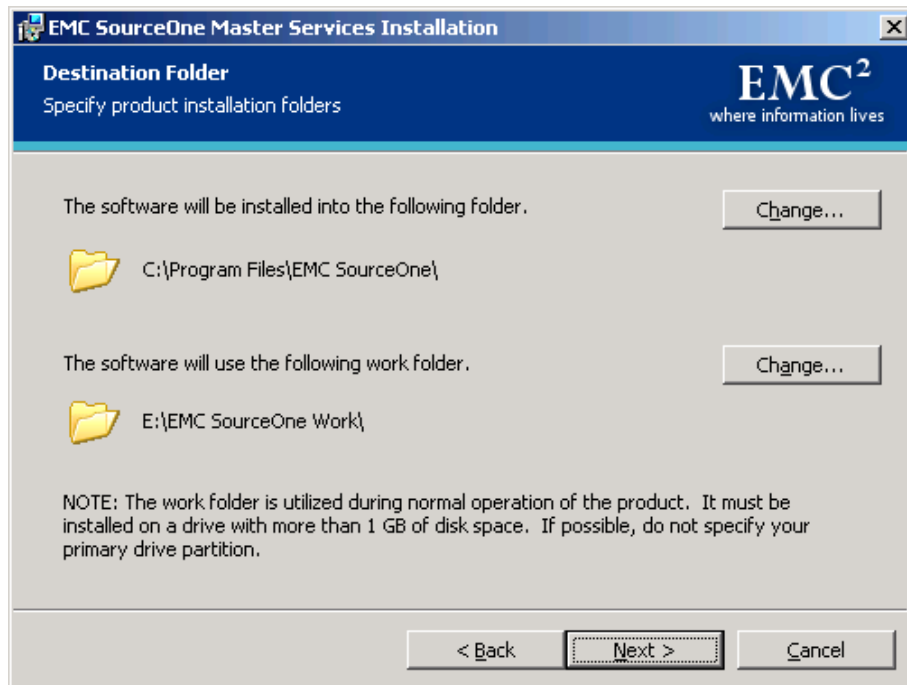 EMC SourceOne Master Services Installation
Destination Folder
Specify product installation folders
EMC²
where information lives
The software will be installed into the following folder.
Change...
C:\Program Files\EMC SourceOne\
The software will use the following work folder.
Change...
E:\EMC SourceOne Work\
NOTE: The work folder is utilized during normal operation of the product. It must be
installed on a drive with more than 1 GB of disk space. If possible, do not specify your
primary drive partition.
< Back
Next >
Cancel